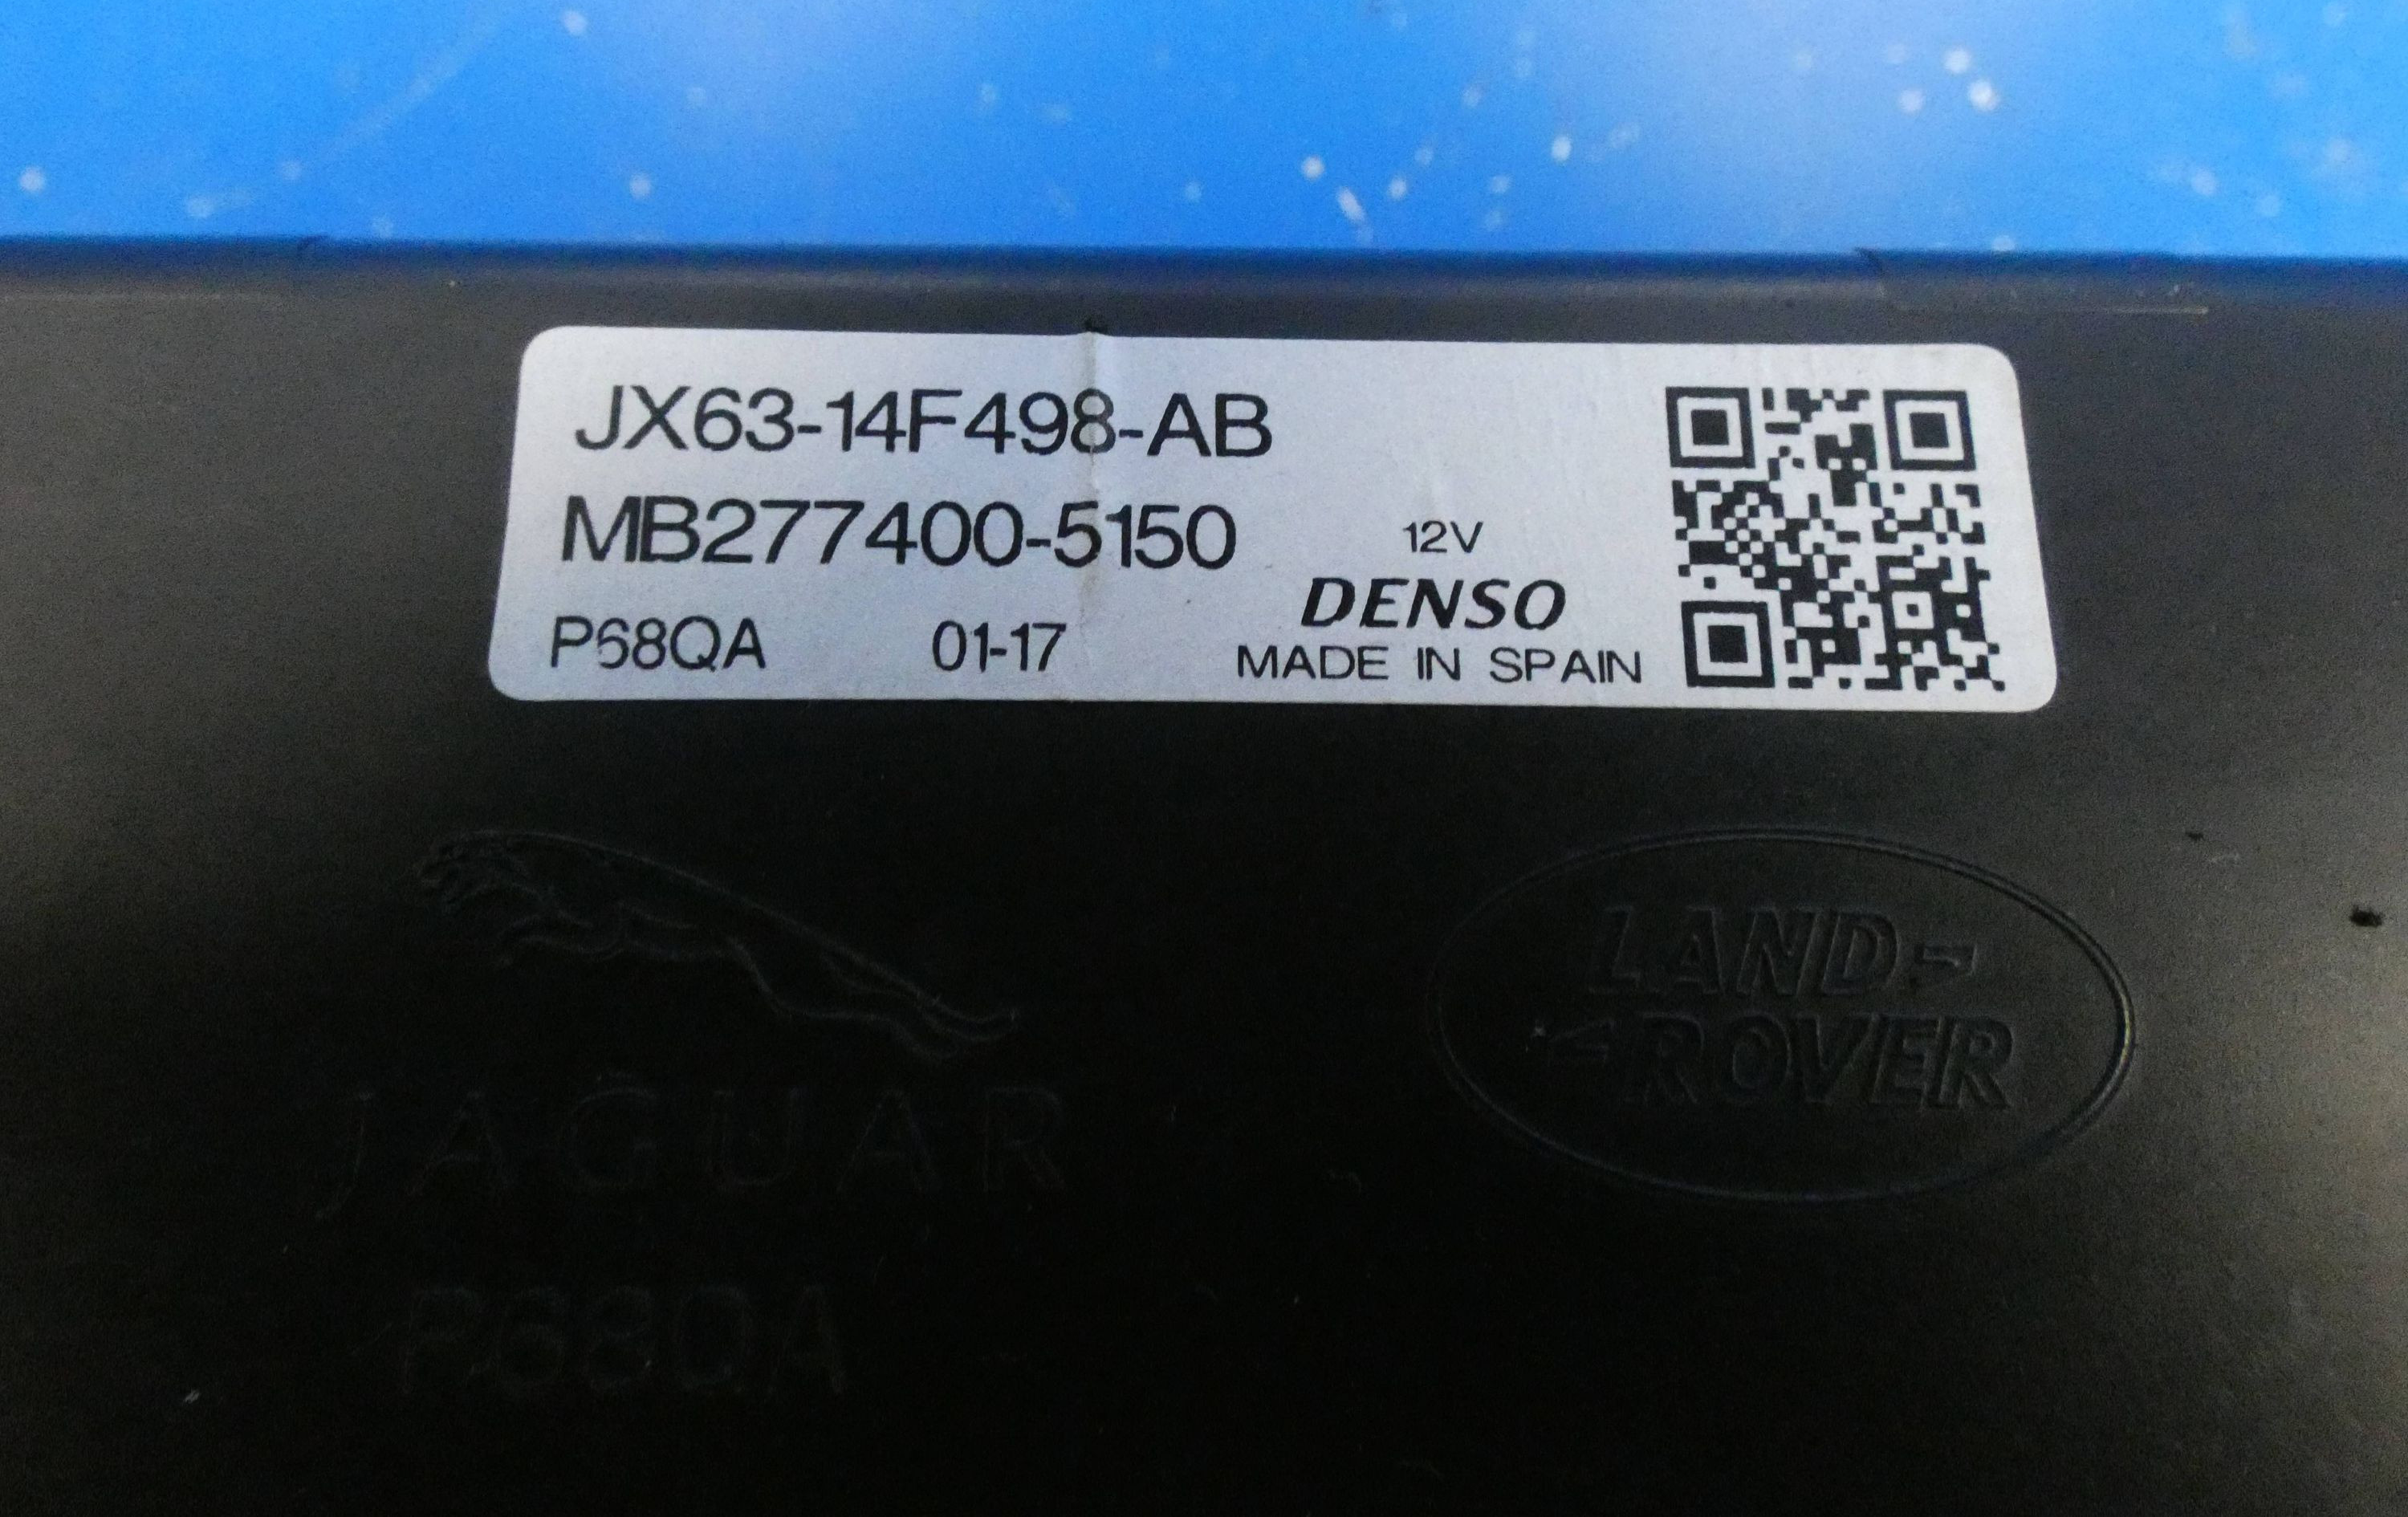 JX63-14F498-AB
MB277400-5150
12V
DENSO
P68QA 01-17
MADE IN SPAIN
LAND
ROVER
JAGUAR
P68QA